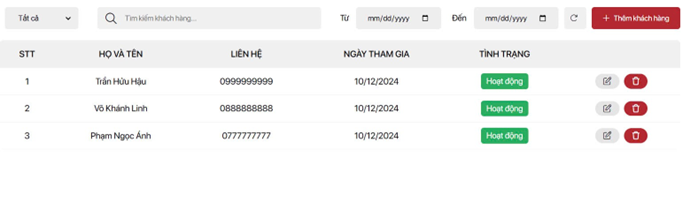 Tất cả Tìm kiếm khách hàng... Từ mm/dd/yyyy Đến mm/dd/yyyy + Thêm khách hàng
STT HỌ VÀ TÊN LIÊN HỆ NGÀY THAM GIA TÌNH TRẠNG
1 Trần Hữu Hậu 0999999999 10/12/2024 Hoạt động
2 Võ Khánh Linh 0888888888 10/12/2024 Hoạt động
3 Phạm Ngọc Ánh 0777777777 10/12/2024 Hoạt động